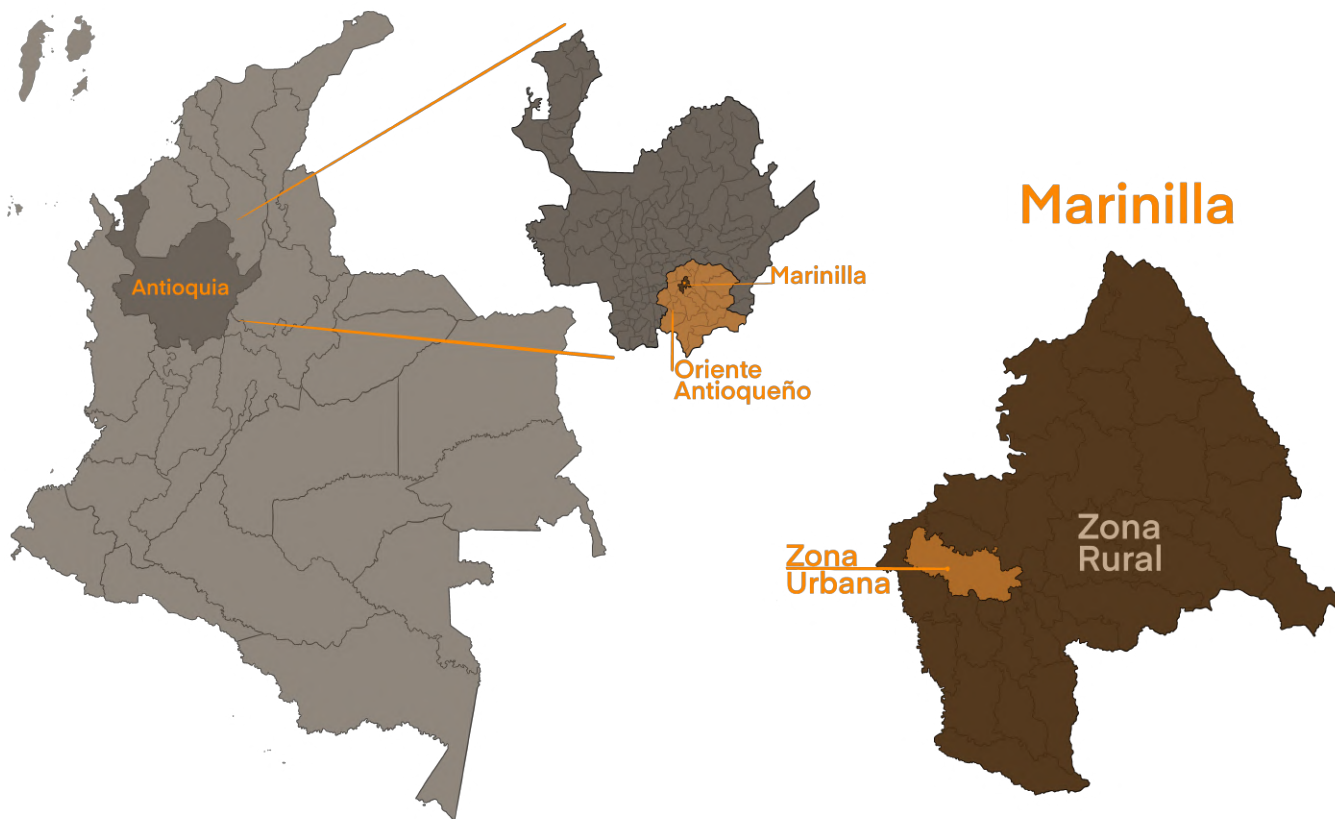 Antioquia
Marinilla
Oriente
Antioqueño
Marinilla
Zona
Urbana
Zona
Rural